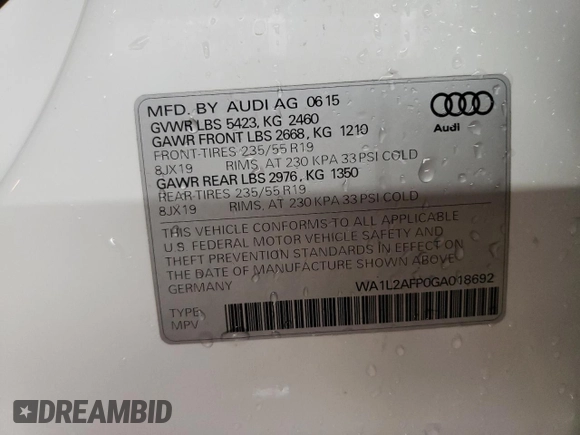 MFD. BY AUDI AG 06 15
GVWR LBS 5423, KG 2460
GAWR FRONT LBS 2668, KG 1210
FRONT-TIRES 235/55 R19
8JX19 RIMS, AT 230 KPA 33 PSI COLD
GAWR REAR LBS 2976, KG 1350
REAR-TIRES 235/55 R19
8JX19 RIMS, AT 230 KPA 33 PSI COLD
Audi
THIS VEHICLE CONFORMS TO ALL APPLICABLE
U.S. FEDERAL MOTOR VEHICLE SAFETY AND
THEFT PREVENTION STANDARDS IN EFFECT ON
THE DATE OF MANUFACTURE SHOWN ABOVE
GERMANY WA1L2AFP0GA018692
TYPE:
MPV
DREAMBID